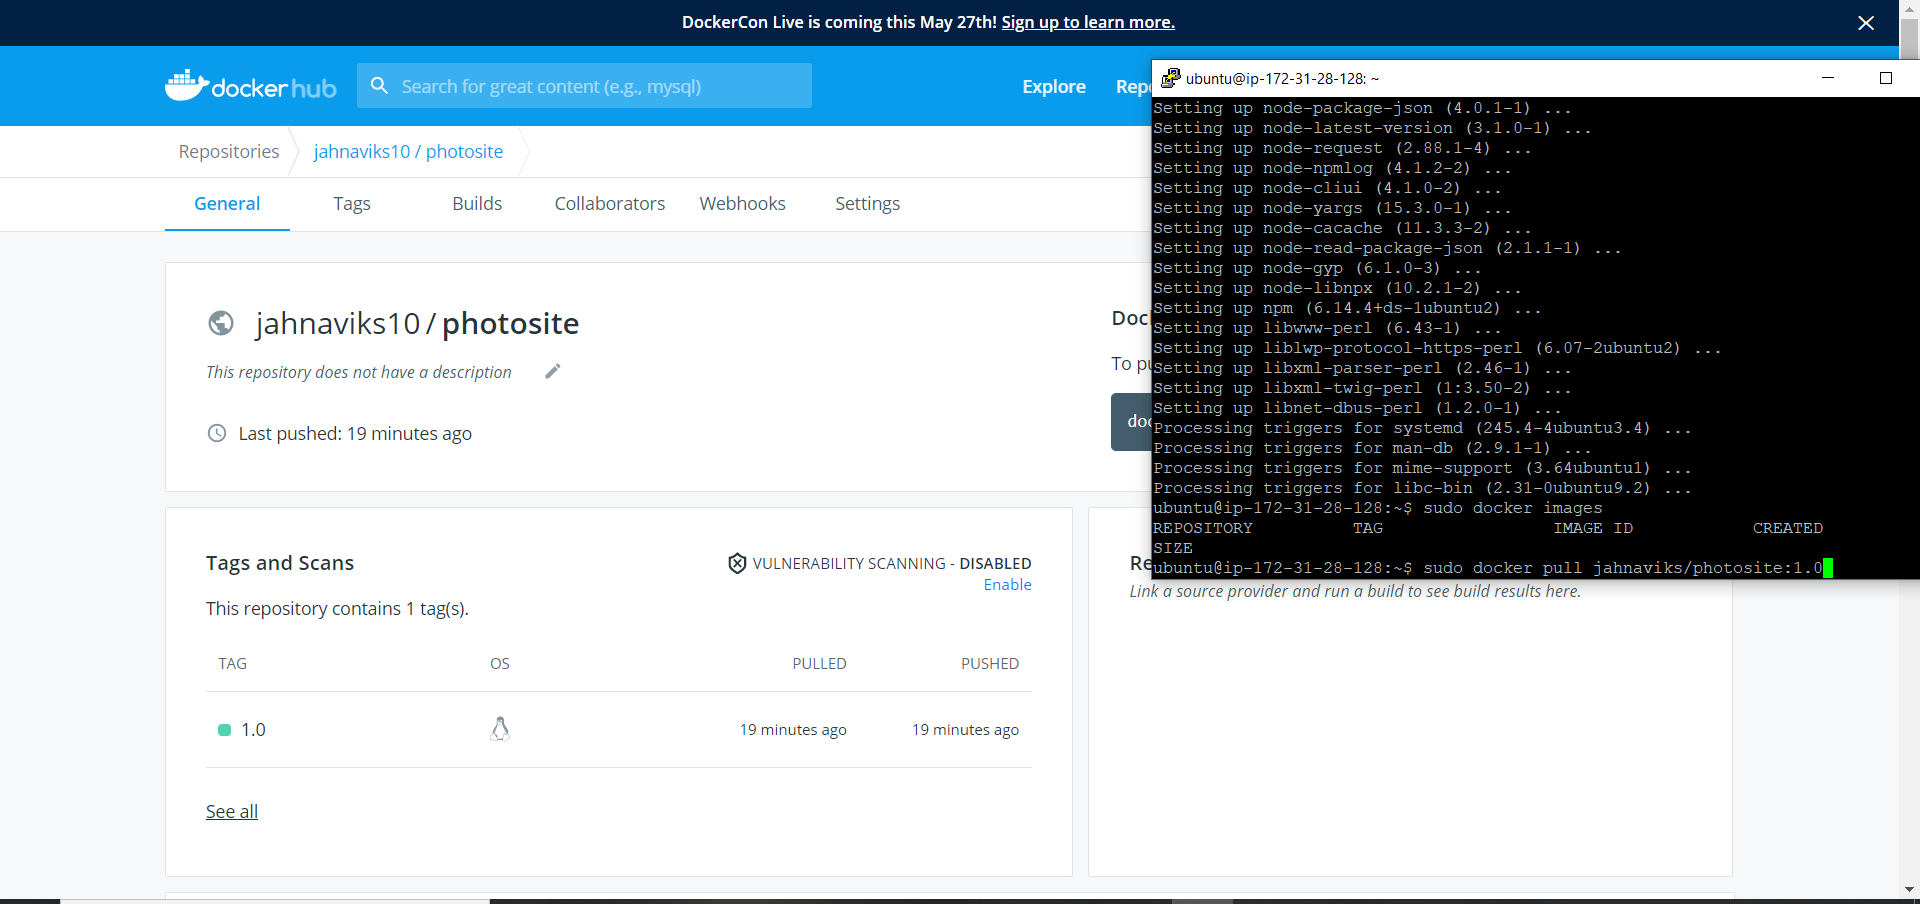 DockerCon Live is coming this May 27th! Sign up to learn more.
docker hub
Search for great content (e.g., mysql)
Explore
Repo
Repositories
jahnaviks10 / photosite
General
Tags
Builds
Collaborators
Webhooks
Settings
jahnaviks10 / photosite
This repository does not have a description
Last pushed: 19 minutes ago
Doc
To pu
doc
Tags and Scans
VULNERABILITY SCANNING - DISABLED
Enable
This repository contains 1 tag(s).
TAG OS PULLED PUSHED
1.0 19 minutes ago 19 minutes ago
See all
Re
Link a source provider and run a build to see build results here.
ubuntu@ip-172-31-28-128: ~
Setting up node-package-json (4.0.1-1) ...
Setting up node-latest-version (3.1.0-1) ...
Setting up node-request (2.88.1-4) ...
Setting up node-npmlog (4.1.2-2) ...
Setting up node-cliui (4.1.0-2) ...
Setting up node-yargs (15.3.0-1) ...
Setting up node-cacache (11.3.3-2) ...
Setting up node-read-package-json (2.1.1-1) ...
Setting up node-gyp (6.1.0-3) ...
Setting up node-libnpx (10.2.1-2) ...
Setting up npm (6.14.4+ds-1ubuntu2) ...
Setting up libwww-perl (6.43-1) ...
Setting up liblwp-protocol-https-perl (6.07-2ubuntu2) ...
Setting up libxml-parser-perl (2.46-1) ...
Setting up libxml-twig-perl (1:3.50-2) ...
Setting up libnet-dbus-perl (1.2.0-1) ...
Processing triggers for systemd (245.4-4ubuntu3.4) ...
Processing triggers for man-db (2.9.1-1) ...
Processing triggers for mime-support (3.64ubuntu1) ...
Processing triggers for libc-bin (2.31-0ubuntu9.2) ...
ubuntu@ip-172-31-28-128:~$ sudo docker images
REPOSITORY TAG IMAGE ID CREATED
SIZE
ubuntu@ip-172-31-28-128:~$ sudo docker pull jahnaviks/photosite:1.0